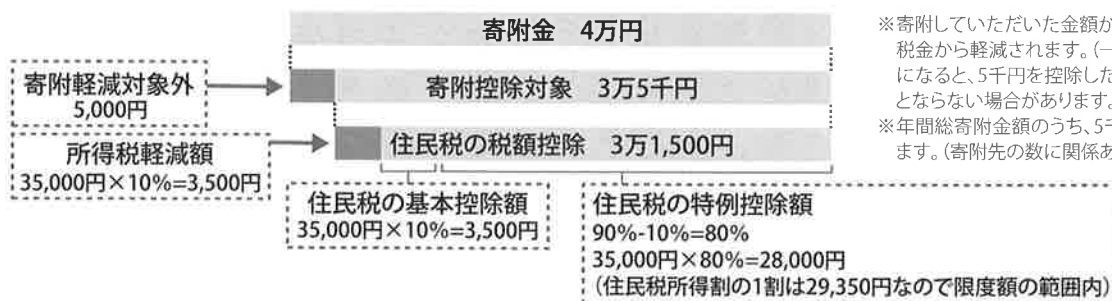 寄附金　4万円
寄附軽減対象外
5,000円
寄附控除対象　3万5千円
所得税軽減額
35,000円×10%=3,500円
住民税の税額控除　3万1,500円
住民税の基本控除額
35,000円×10%=3,500円
住民税の特例控除額
90%-10%=80%
35,000円×80%=28,000円
(住民税所得割の1割は29,350円なので限度額の範囲内)
※寄附していただいた金額が
税金から軽減されます。(一
になると、5千円を控除した
とならない場合があります。
※年間総寄附金額のうち、5千
ます。(寄附先の数に関係あ